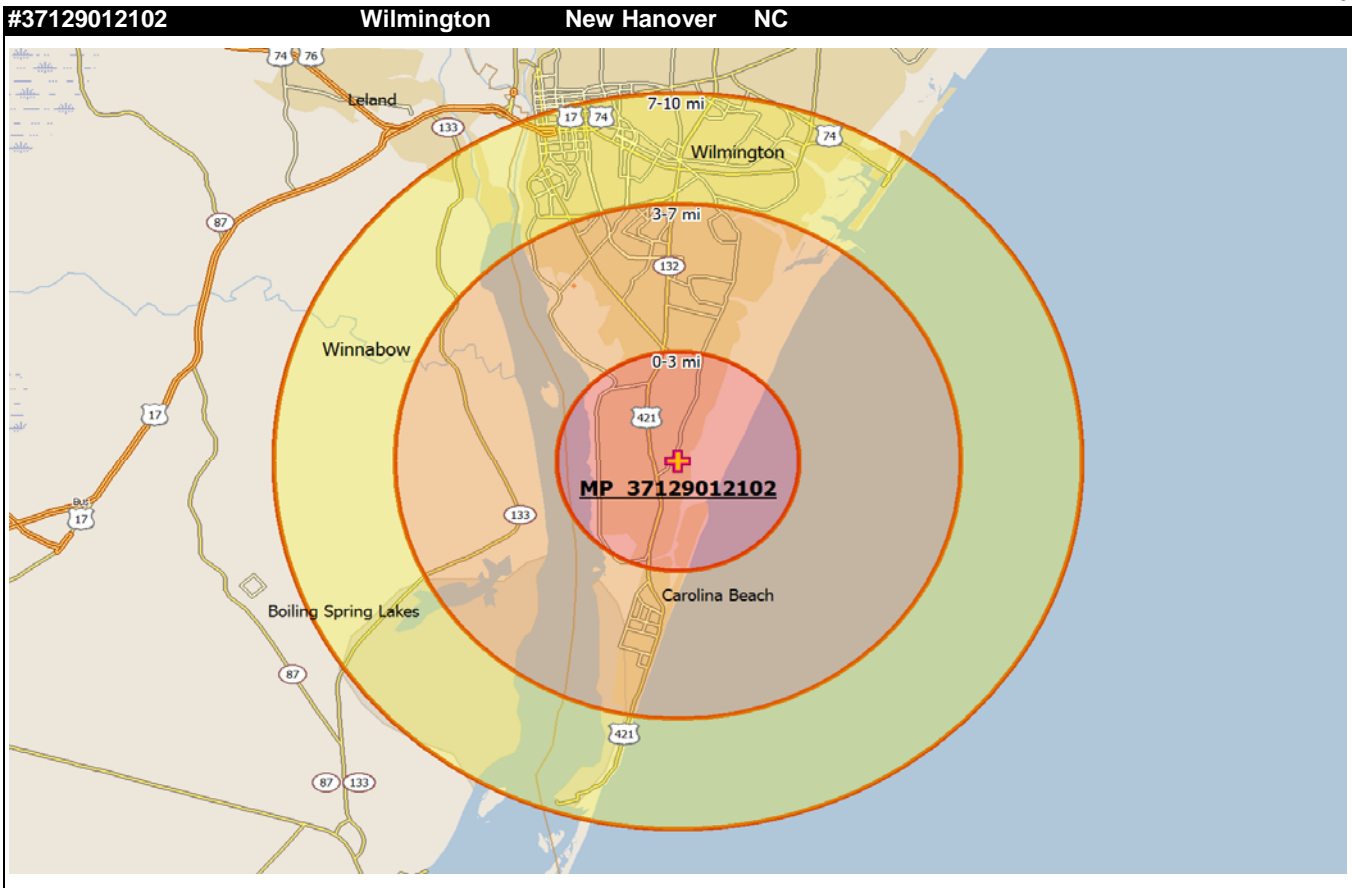 #37129012102 Wilmington New Hanover NC
74 76
Leland
7-10 mi
17 74
133
74
Wilmington
87
3-7 mi
132
Winnabow
0-3 mi
17
421
MP 37129012102
Bus
17
133
Carolina Beach
Boiling Spring Lakes
87
421
87 133